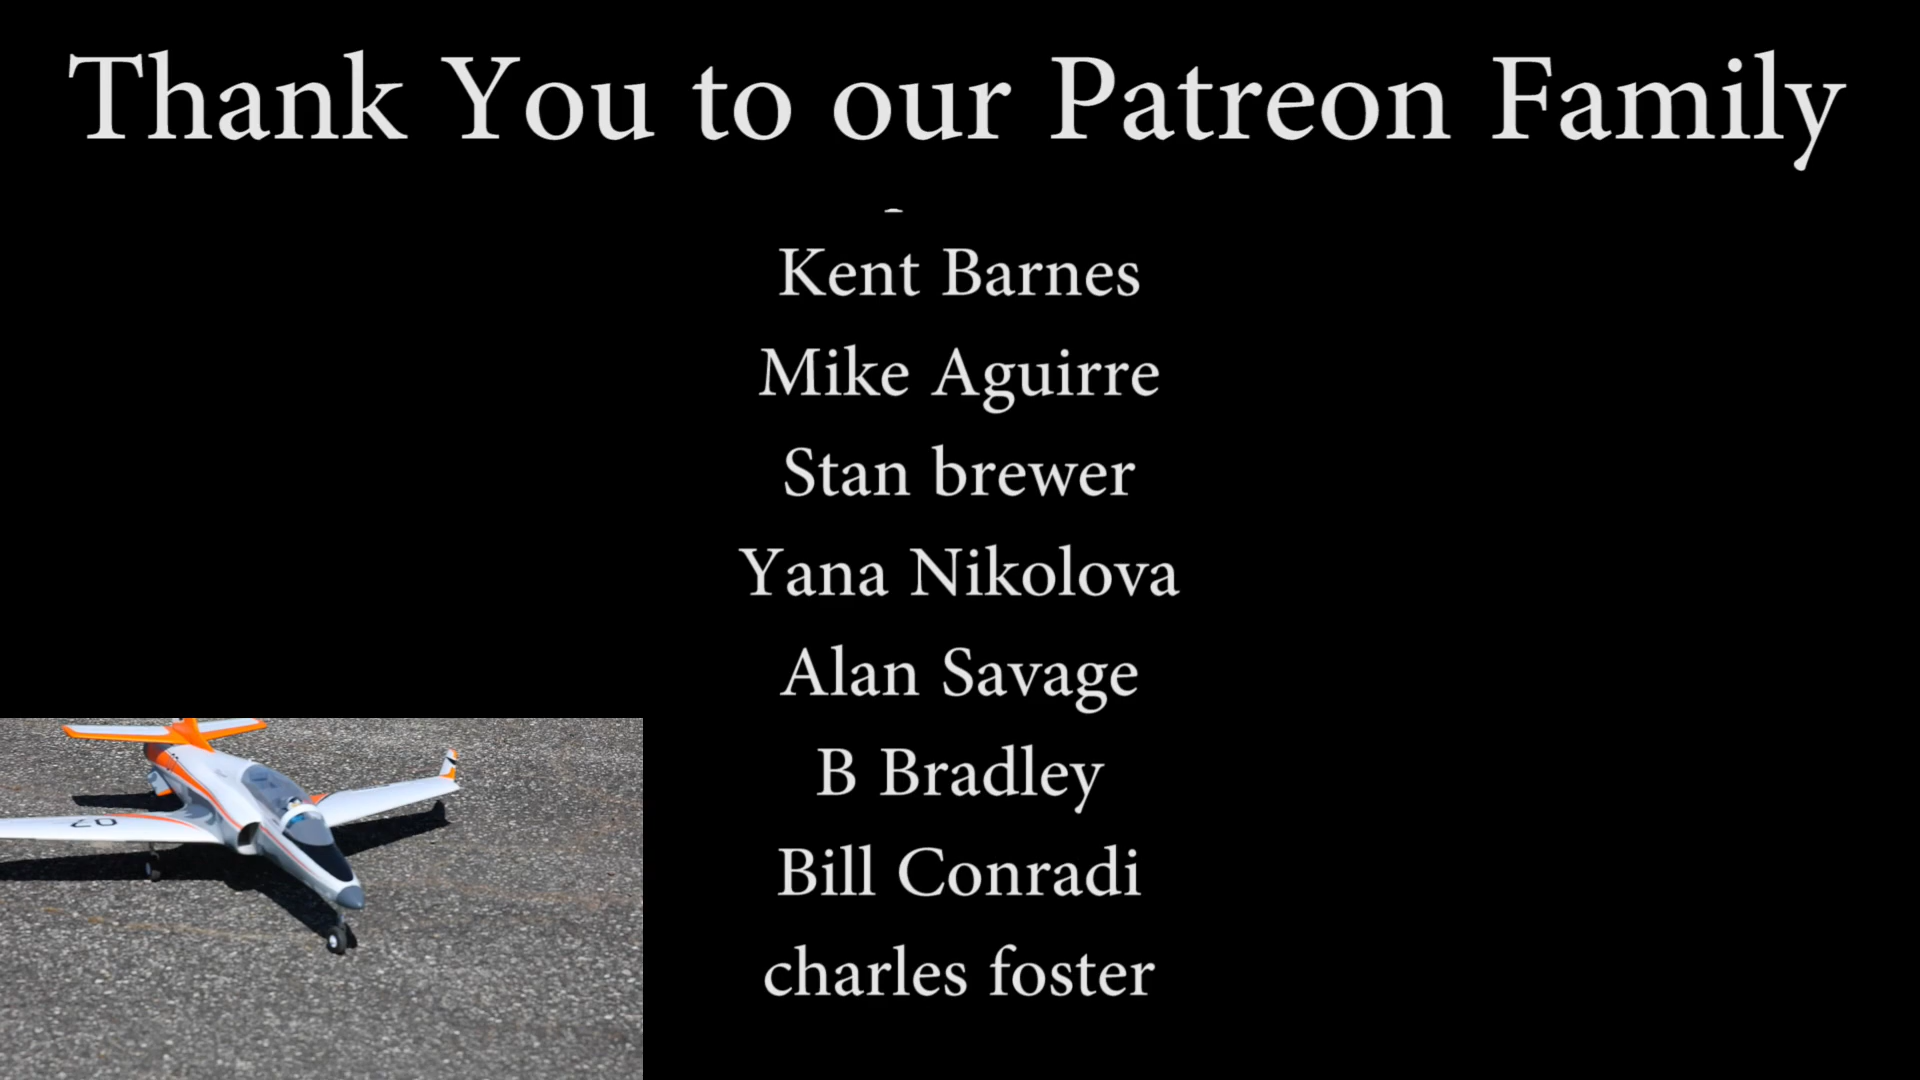 Thank You to our Patreon Family
Kent Barnes
Mike Aguirre
Stan brewer
Yana Nikolova
Alan Savage
B Bradley
Bill Conradi
charles foster
07